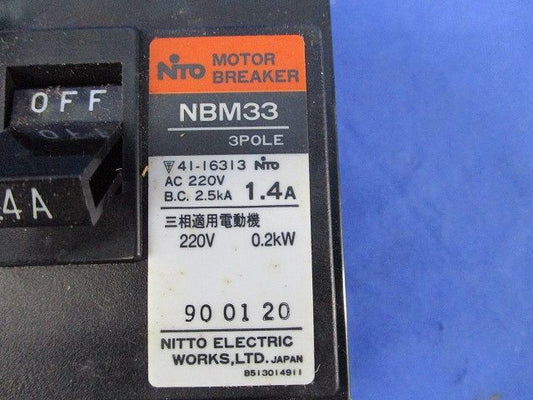 NITO MOTOR BREAKER
NBM33
3POLE
OFF
▽41-16313 NITO
AC 220V
B.C. 2.5kA 1.4A
.4A
三相適用電動機
220V 0.2kW
90 01 20
NITTO ELECTRIC
WORKS,LTD. JAPAN
B513014911